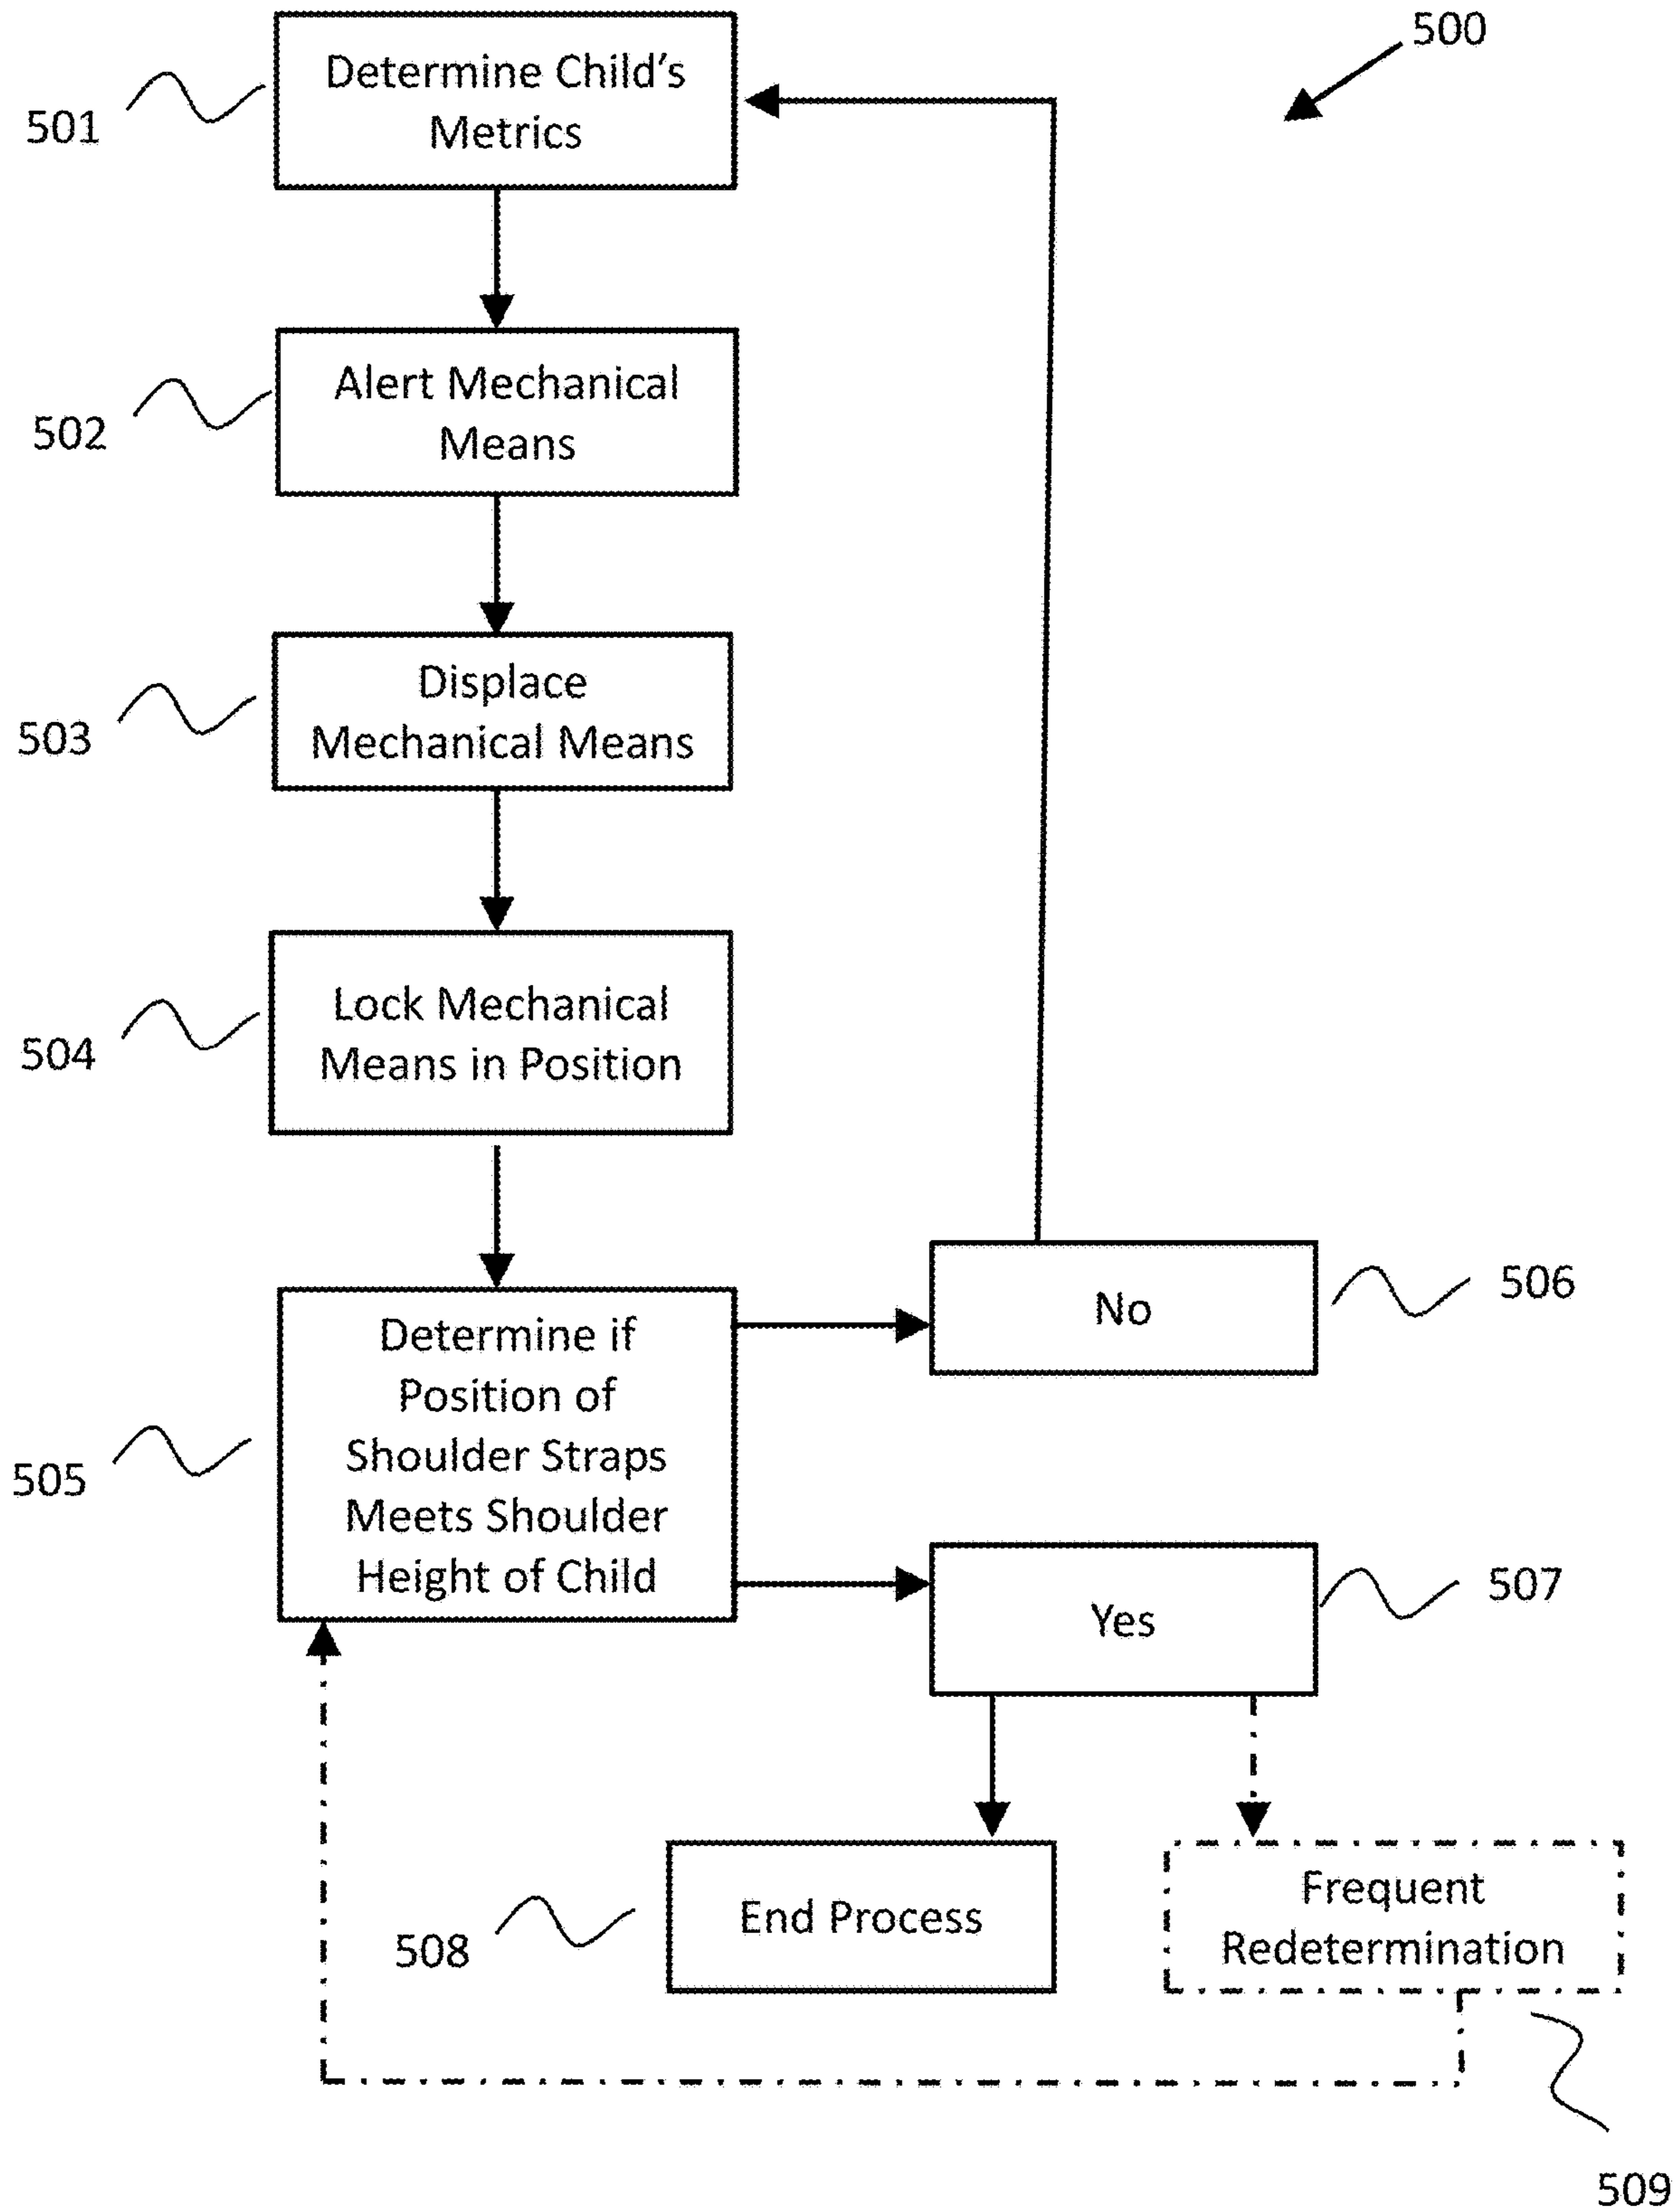 500
Determine Child's
Metrics
501
Alert Mechanical
Means
502
Displace
Mechanical Means
503
Lock Mechanical
Means in Position
504
Determine if
Position of
Shoulder Straps
Meets Shoulder
Height of Child
505
No
506
Yes
507
End Process
508
Frequent
Redetermination
509